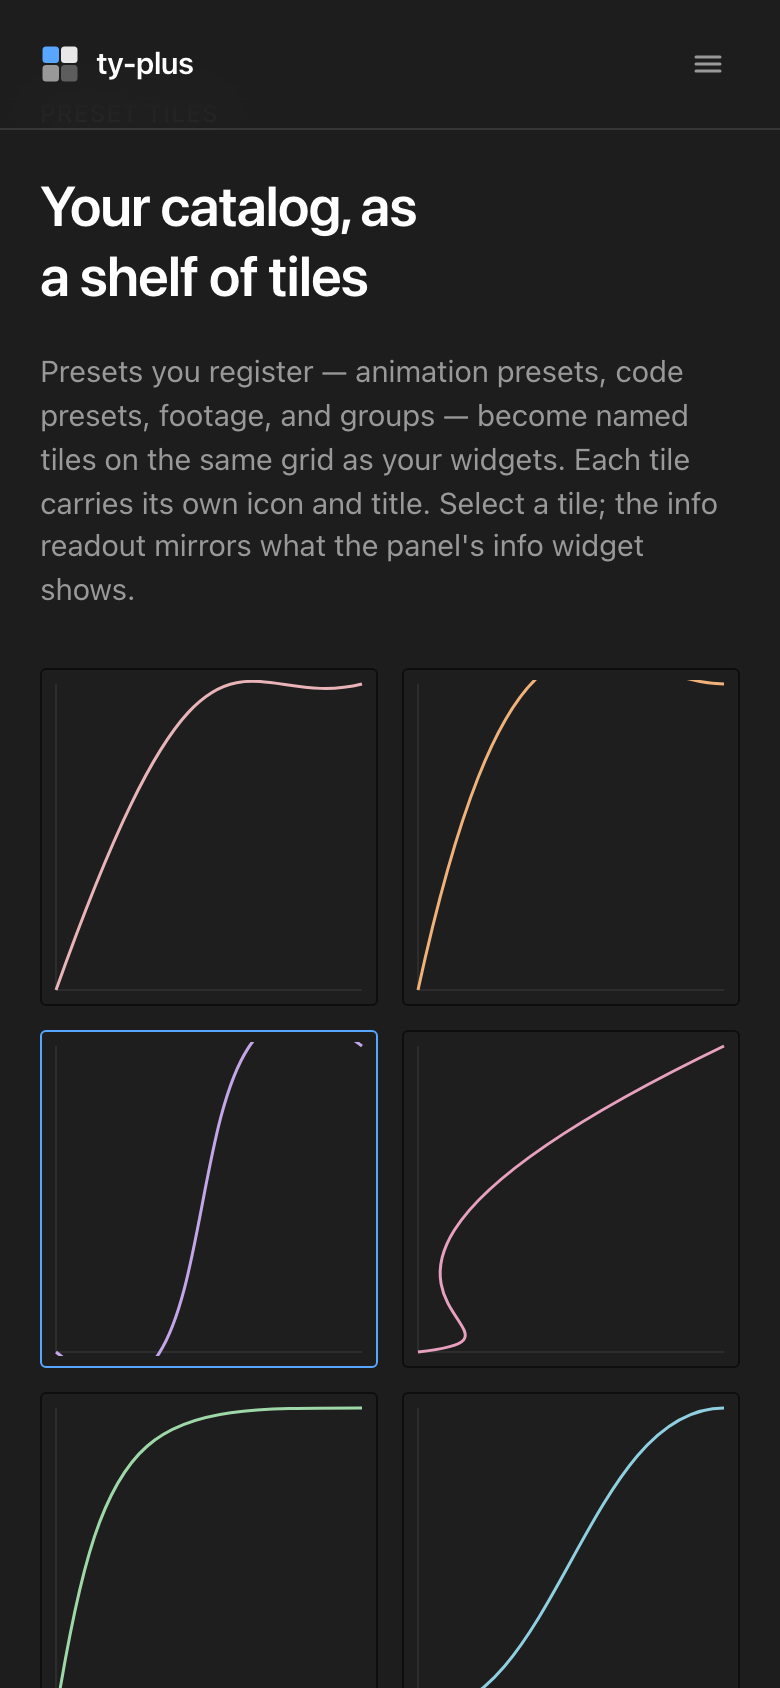 ty-plus
PRESET TILES
Your catalog, as
a shelf of tiles
Presets you register — animation presets, code
presets, footage, and groups — become named
tiles on the same grid as your widgets. Each tile
carries its own icon and title. Select a tile; the info
readout mirrors what the panel's info widget
shows.